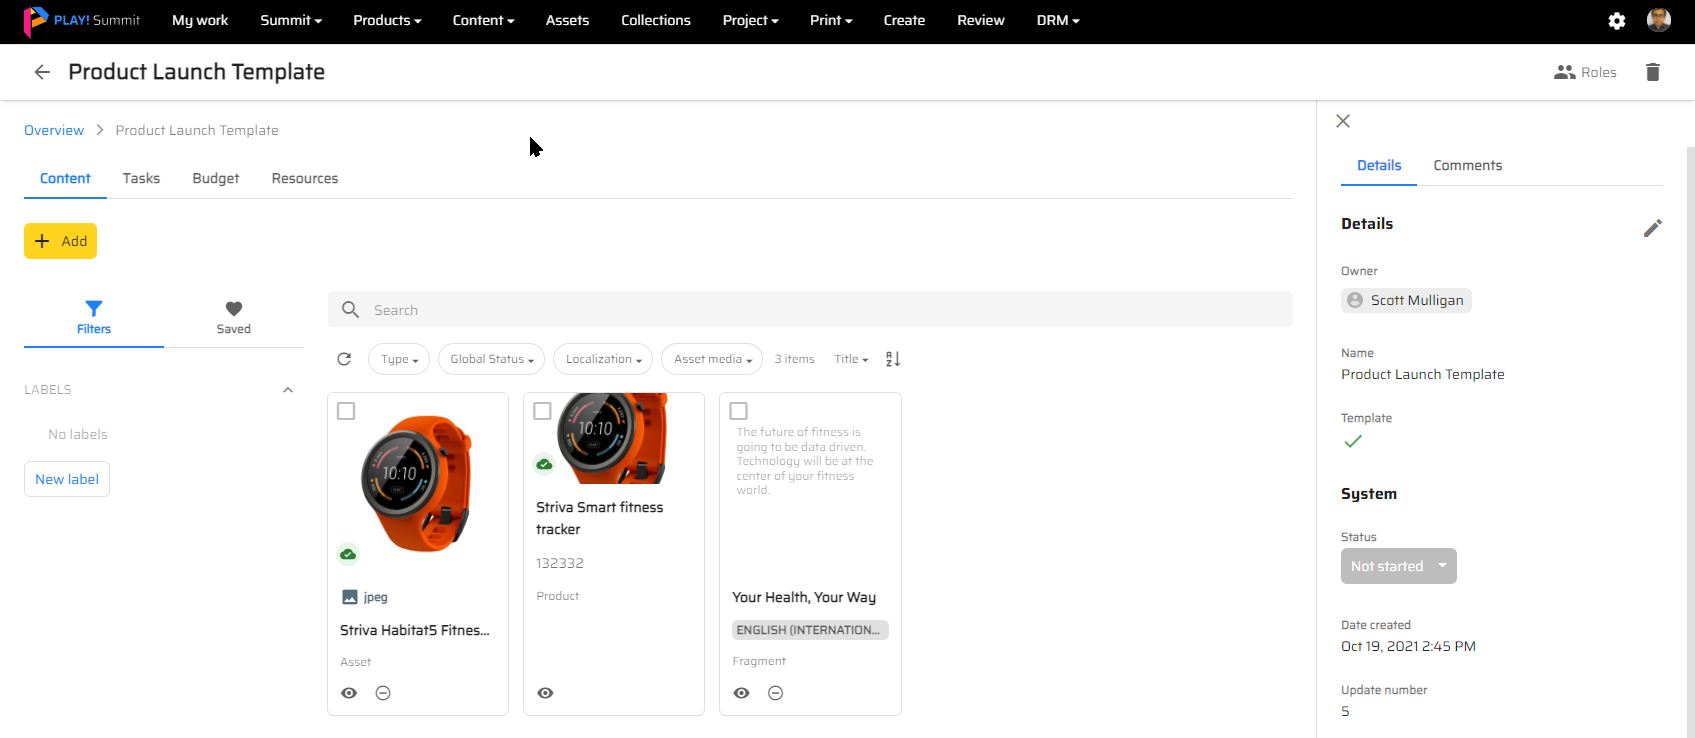 PLAY! Summit My work Summit Products Content Assets Collections Project Print Create Review DRM
Product Launch Template
Roles
Overview > Product Launch Template
Content Tasks Budget Resources
+ Add
Filters
Saved
LABELS
No labels
New label
Search
Type Global Status Localization Asset media 3 items Title
10:10
jpeg
Striva Habitat5 Fitnes...
Asset
10:10
Striva Smart fitness
tracker
132332
Product
The future of fitness is
going to be data driven.
Technology will be at the
center of your fitness
world.
Your Health, Your Way
ENGLISH (INTERNATION...
Fragment
Details Comments
Details
Owner
Scott Mulligan
Name
Product Launch Template
Template
System
Status
Not started
Date created
Oct 19, 2021 2:45 PM
Update number
5